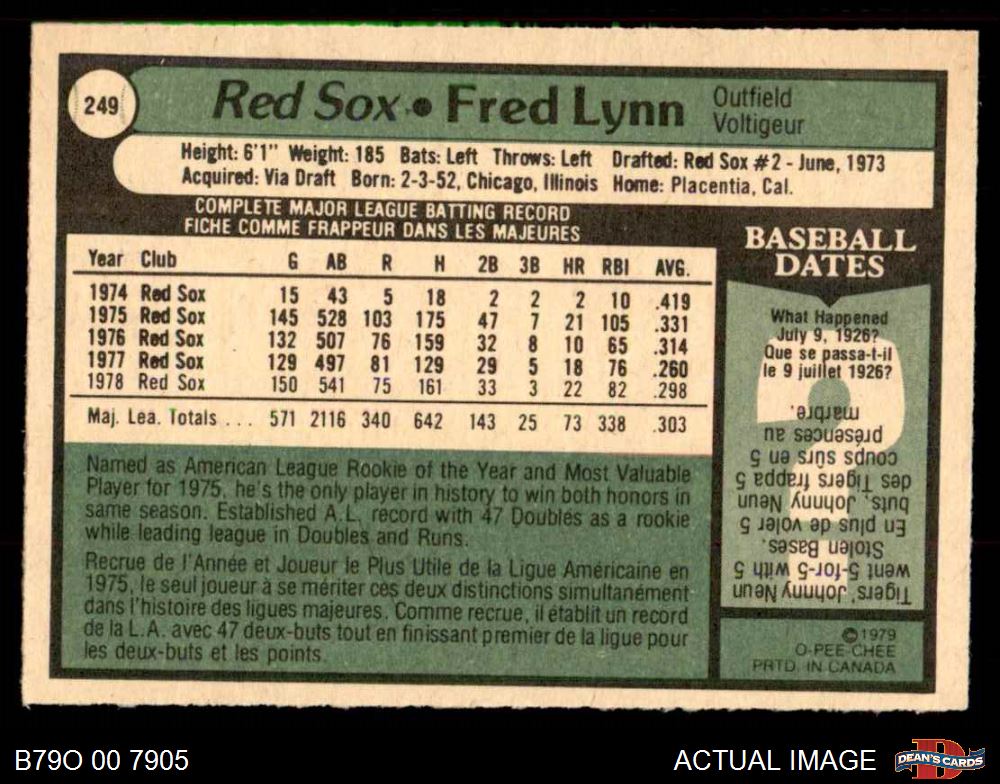 249
Red Sox • Fred Lynn
Outfield
Voltigeur
Height: 6'1" Weight: 185 Bats: Left Throws: Left Drafted: Red Sox #2 - June, 1973
Acquired: Via Draft Born: 2-3-52, Chicago, Illinois Home: Placentia, Cal.
COMPLETE MAJOR LEAGUE BATTING RECORD
FICHE COMME FRAPPEUR DANS LES MAJEURES
Year Club G AB R H 2B 3B HR RBI AVG.
1974 Red Sox 15 43 5 18 2 2 2 10 .419
1975 Red Sox 145 528 103 175 47 7 21 105 .331
1976 Red Sox 132 507 76 159 32 8 10 65 .314
1977 Red Sox 129 497 81 129 29 5 18 76 .260
1978 Red Sox 150 541 75 161 33 3 22 82 .298
Maj. Lea. Totals ... 571 2116 340 642 143 25 73 338 .303
Named as American League Rookie of the Year and Most Valuable
Player for 1975, he's the only player in history to win both honors in
same season. Established A.L. record with 47 Doubles as a rookie
while leading league in Doubles and Runs.
Recrue de l'Année et Joueur le Plus Utile de la Ligue Américaine en
1975, le seul joueur à se mériter ces deux distinctions simultanément
dans l'histoire des ligues majeures. Comme recrue, il établit un record
de la L.A. avec 47 deux-buts tout en finissant premier de la ligue pour
les deux-buts et les points.
BASEBALL
DATES
What Happened
July 9, 1926?
Que se passa-t-il
le 9 juillet 1926?
Tigers' Johnny Neun
went 5-for-5 with 5
Stolen Bases.
En plus de voler 5
buts, Johnny Neun
des Tigers frappa 5
coups sûrs en 5
présences au
marbre.
©1979
O-PEE-CHEE
PRTD. IN CANADA
B79O 00 7905
ACTUAL IMAGE
DEAN'S CARDS